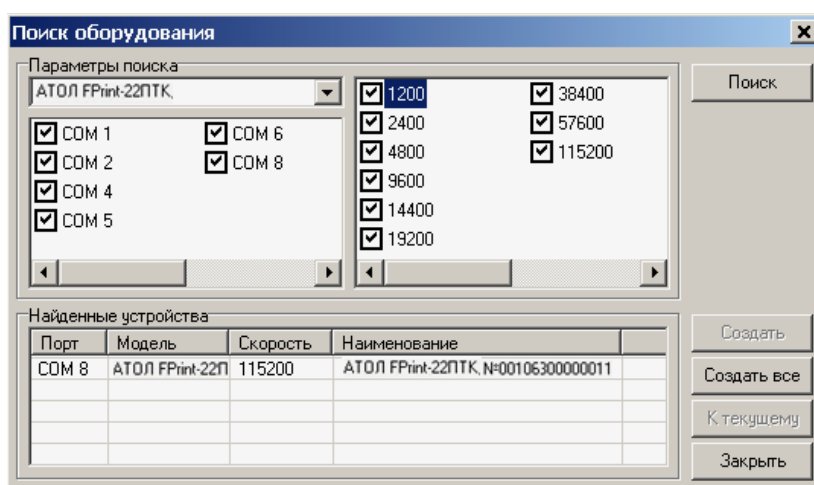 Поиск оборудования
Параметры поиска
АТОЛ FPrint-22ПТК,
COM 1
COM 2
COM 4
COM 5
COM 6
COM 8
1200
2400
4800
9600
14400
19200
38400
57600
115200
Поиск
Найденные устройства
Порт Модель Скорость Наименование
COM 8 АТОЛ FPrint-22П 115200 АТОЛ FPrint-22ПТК, №00106300000011
Создать
Создать все
К текущему
Закрыть